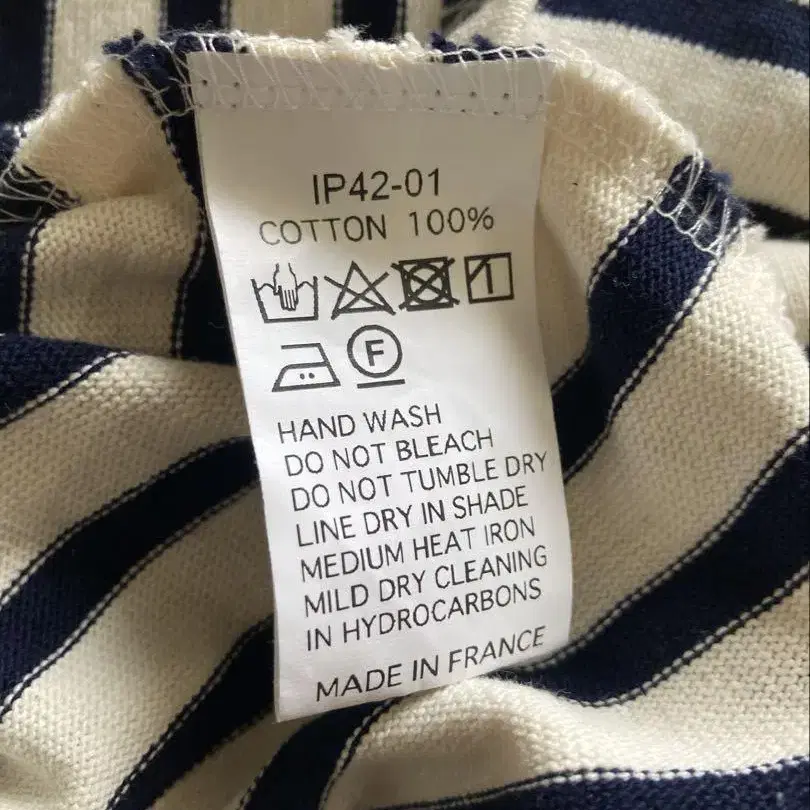 IP42-01
COTTON 100%
F
HAND WASH
DO NOT BLEACH
DO NOT TUMBLE DRY
LINE DRY IN SHADE
MEDIUM HEAT IRON
MILD DRY CLEANING
IN HYDROCARBONS
MADE IN FRANCE